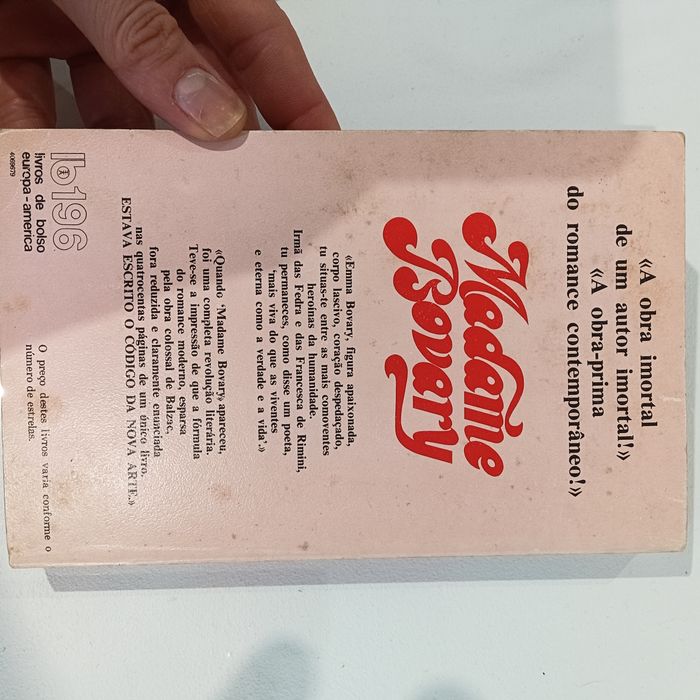 «A obra imortal
de um autor imortal!»
«A obra-prima
do romance contemporâneo!»
Madame
Bovary
«Emma Bovary, figura apaixonada,
corpo lascivo, coração despedaçado,
tu situas-te entre as mais comoventes
heroínas da humanidade.
Irmã das Fedra e das Francesca de Rimini,
tu permaneces, como disse um poeta,
'mais viva do que as viventes
e eterna como a verdade e a vida'.»
«Quando 'Madame Bovary' apareceu,
foi uma completa revolução literária.
Teve-se a impressão de que a fórmula
do romance moderno, esparsa
pela obra colossal de Balzac,
fora reduzida e claramente enunciada
nas quatrocentas páginas de um único livro.
ESTAVA ESCRITO O CÓDIGO DA NOVA ARTE.»
lb196
livros de bolso
europa-america
4069679
O preço destes livros varia conforme o
número de estrelas.